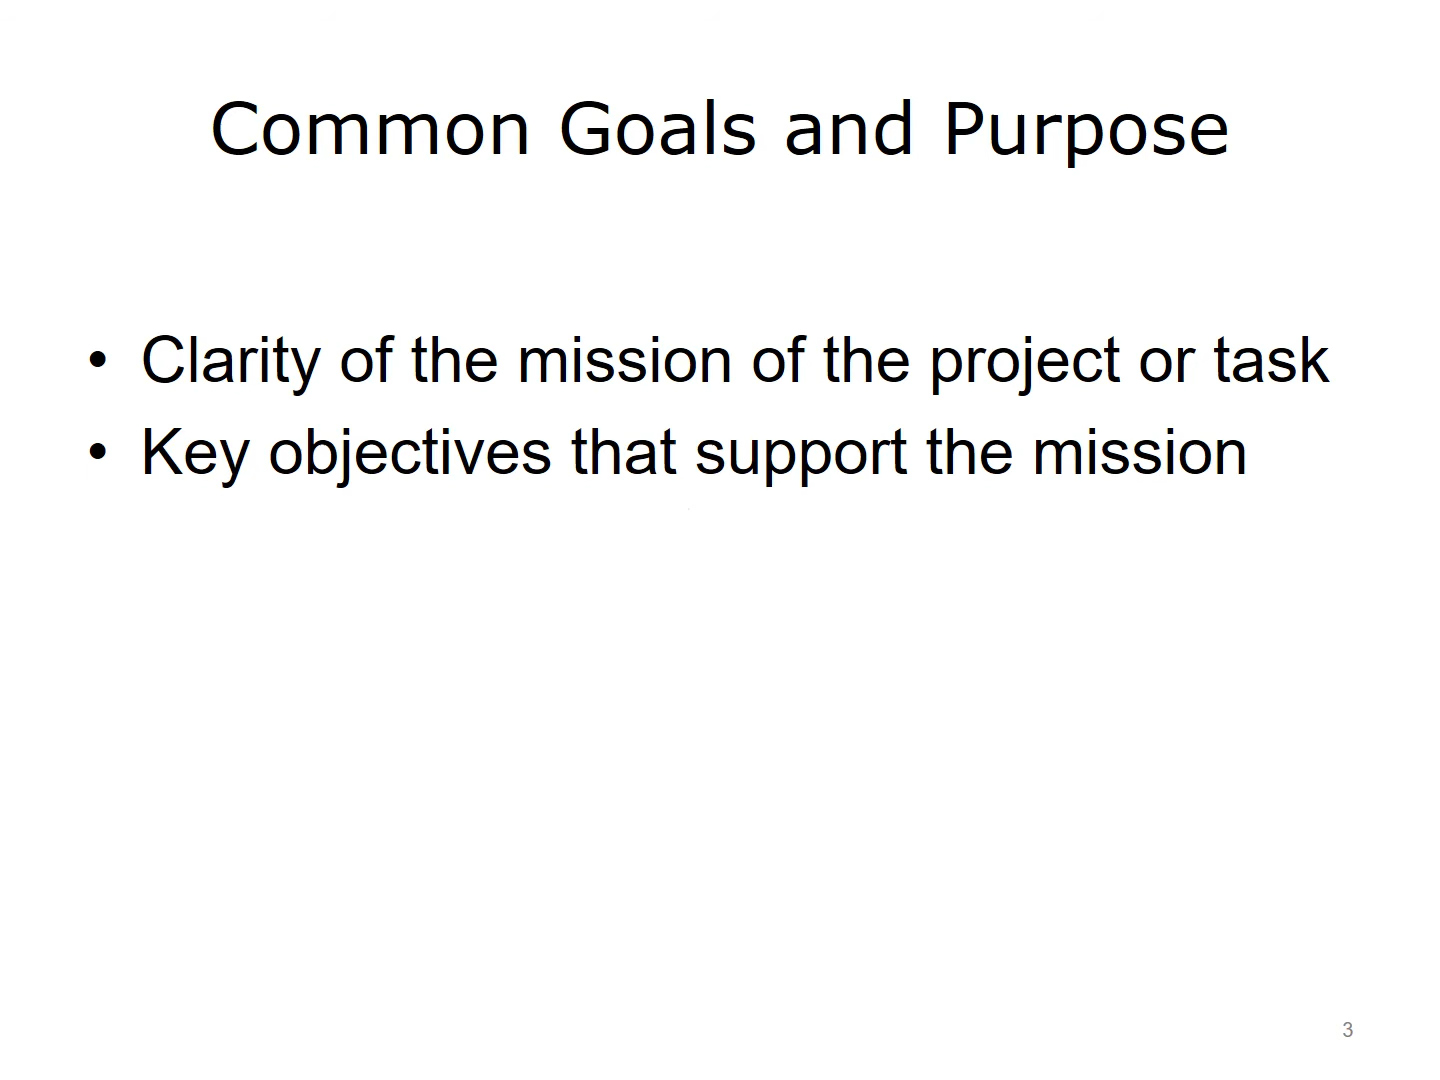 Common Goals and Purpose
• Clarity of the mission of the project or task
• Key objectives that support the mission
3